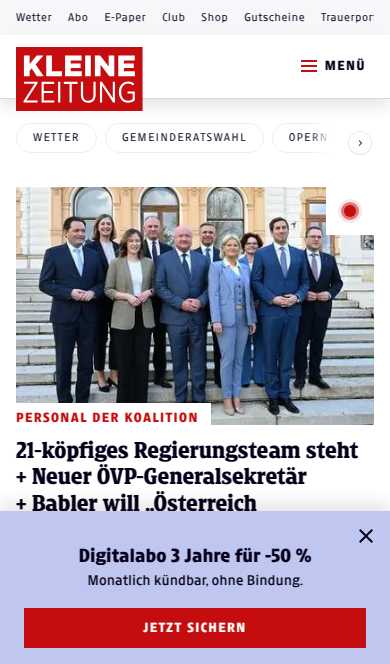 Wetter Abo E-Paper Club Shop Gutscheine Trauerport
KLEINE
ZEITUNG
MENÜ
WETTER GEMEINDERATSWAHL OPERN
PERSONAL DER KOALITION
21-köpfiges Regierungsteam steht
+ Neuer ÖVP-Generalsekretär
+ Babler will „Österreich
Digitalabo 3 Jahre für -50 %
Monatlich kündbar, ohne Bindung.
JETZT SICHERN